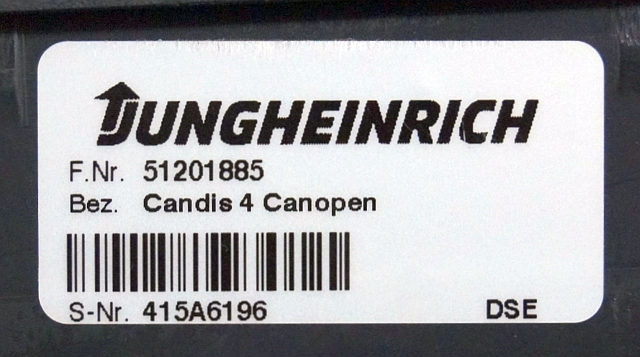 JUNGHEINRICH
F.Nr. 51201885
Bez. Candis 4 Canopen
S-Nr. 415A6196 DSE